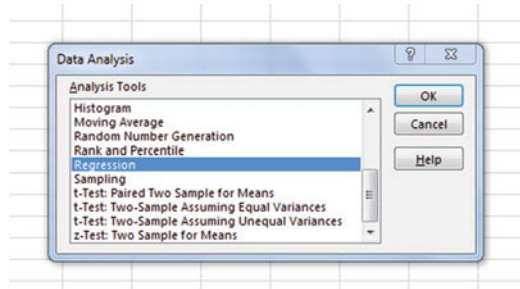 Data Analysis
Analysis Tools
Histogram
Moving Average
Random Number Generation
Rank and Percentile
Regression
Sampling
t-Test: Paired Two Sample for Means
t-Test: Two-Sample Assuming Equal Variances
t-Test: Two-Sample Assuming Unequal Variances
z-Test: Two Sample for Means
OK
Cancel
Help